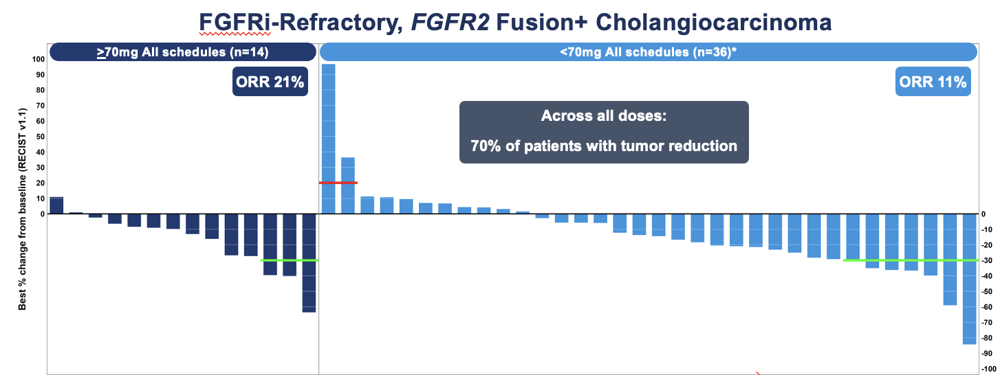 FGFRi-Refractory, FGFR2 Fusion+ Cholangiocarcinoma
≥70mg All schedules (n=14)
<70mg All schedules (n=36)*
ORR 21%
ORR 11%
Across all doses:
70% of patients with tumor reduction
Best % change from baseline (RECIST v1.1)
100
90
80
70
60
50
40
30
20
10
0
0
-10
-20
-30
-40
-50
-60
-70
-80
-90
-100